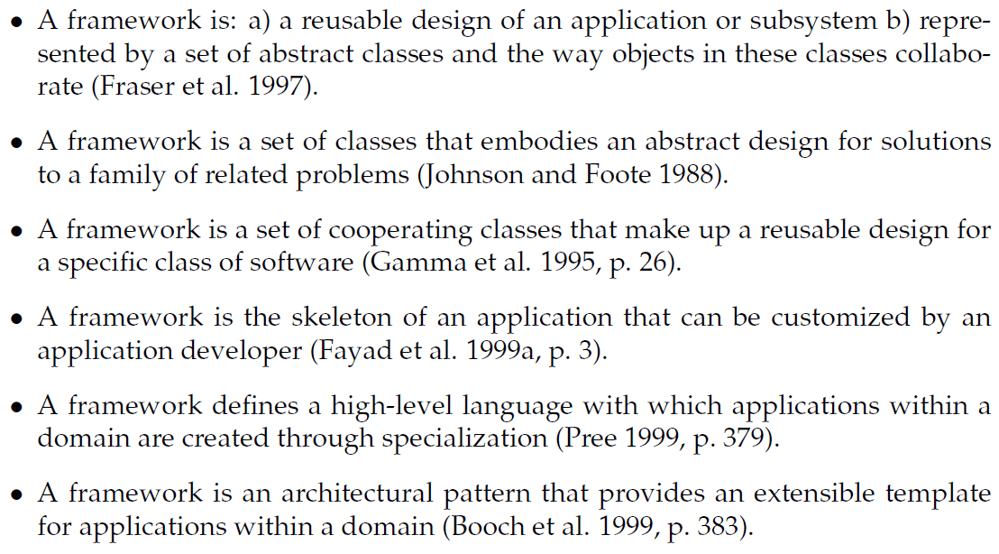 • A framework is: a) a reusable design of an application or subsystem b) repre-
sented by a set of abstract classes and the way objects in these classes collabo-
rate (Fraser et al. 1997).
• A framework is a set of classes that embodies an abstract design for solutions
to a family of related problems (Johnson and Foote 1988).
• A framework is a set of cooperating classes that make up a reusable design for
a specific class of software (Gamma et al. 1995, p. 26).
• A framework is the skeleton of an application that can be customized by an
application developer (Fayad et al. 1999a, p. 3).
• A framework defines a high-level language with which applications within a
domain are created through specialization (Pree 1999, p. 379).
• A framework is an architectural pattern that provides an extensible template
for applications within a domain (Booch et al. 1999, p. 383).